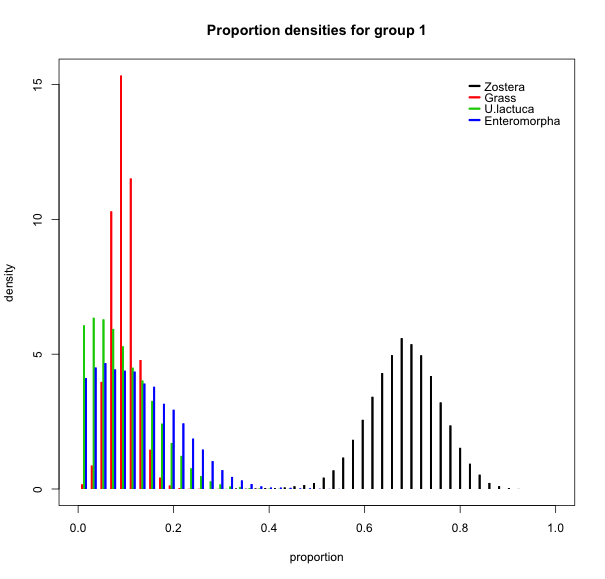 Proportion densities for group 1
Zostera
Grass
U.lactuca
Enteromorpha
15
10
5
0
density
0.0 0.2 0.4 0.6 0.8 1.0
proportion